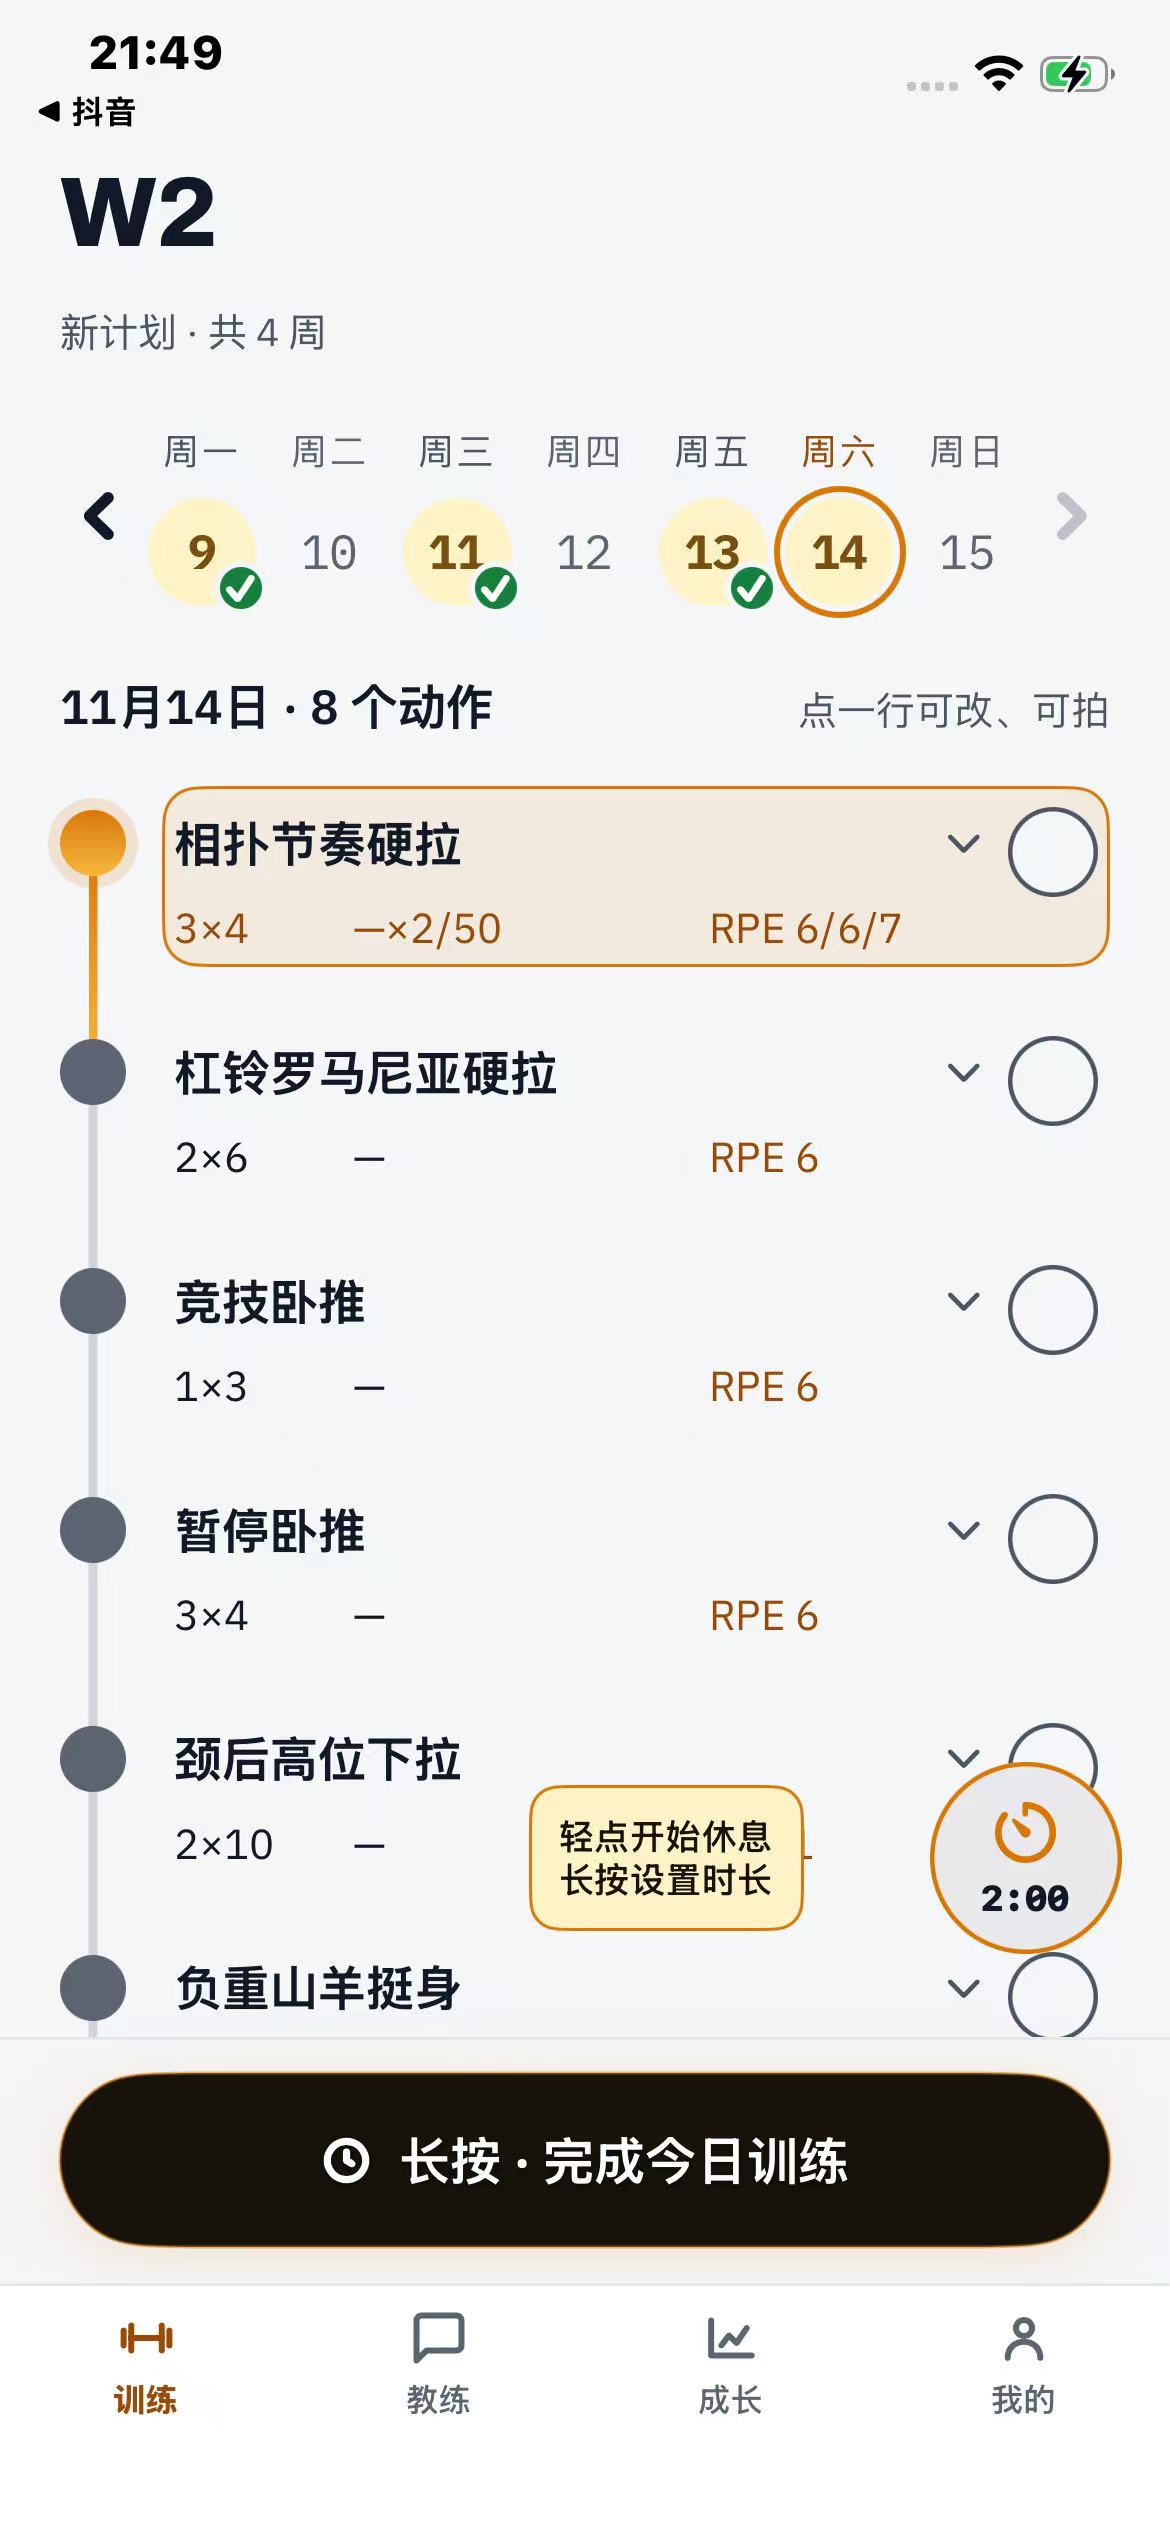 21:49
抖音
W2
新计划 · 共 4 周
周一 周二 周三 周四 周五 周六 周日
9 10 11 12 13 14 15
11月14日 · 8 个动作 点一行可改、可拍
相扑节奏硬拉
3×4 —×2/50 RPE 6/6/7
杠铃罗马尼亚硬拉
2×6 — RPE 6
竞技卧推
1×3 — RPE 6
暂停卧推
3×4 — RPE 6
颈后高位下拉
2×10 —
轻点开始休息
长按设置时长
2:00
负重山羊挺身
长按 · 完成今日训练
训练 教练 成长 我的